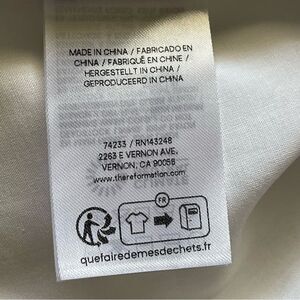 MADE IN CHINA / FABRICADO EN
CHINA / FABRIQUÉ EN CHINE /
HERGESTELLT IN CHINA /
GEPRODUCEERD IN CHINA
74233 / RN143248
2263 E VERNON AVE.
VERNON, CA 90058
www.thereformation.com
FR
quefairedemesdechets.fr